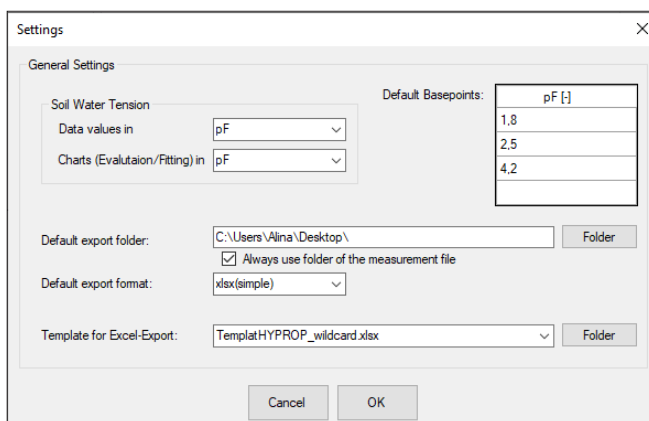 Settings
General Settings
Soil Water Tension
Data values in pF
Charts (Evalutaion/Fitting) in pF
Default Basepoints: pF [-]
1,8
2,5
4,2
Default export folder: C:\Users\Alina\Desktop\ Folder
Always use folder of the measurement file
Default export format: xlsx(simple)
Template for Excel-Export: TemplatHYPROP_wildcard.xlsx Folder
Cancel OK